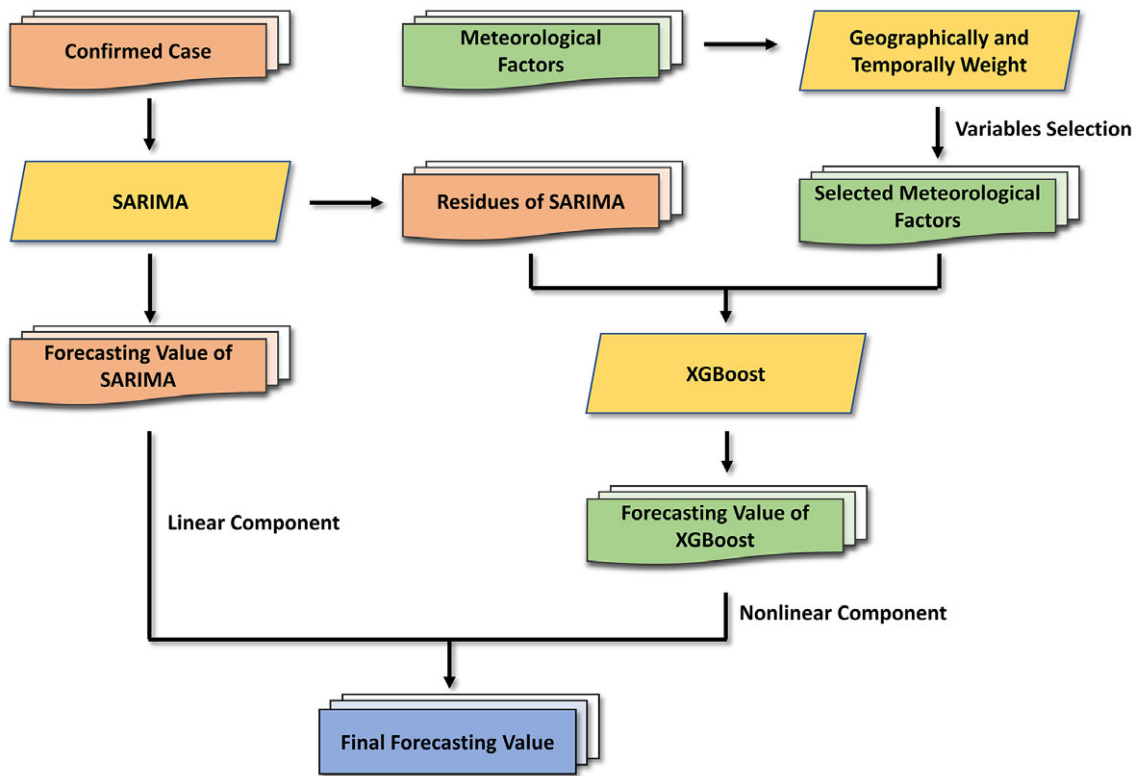 Confirmed Case
Meteorological
Factors
Geographically and
Temporally Weight
Variables Selection
SARIMA
Residues of SARIMA
Selected Meteorological
Factors
Forecasting Value of
SARIMA
XGBoost
Linear Component
Forecasting Value of
XGBoost
Nonlinear Component
Final Forecasting Value